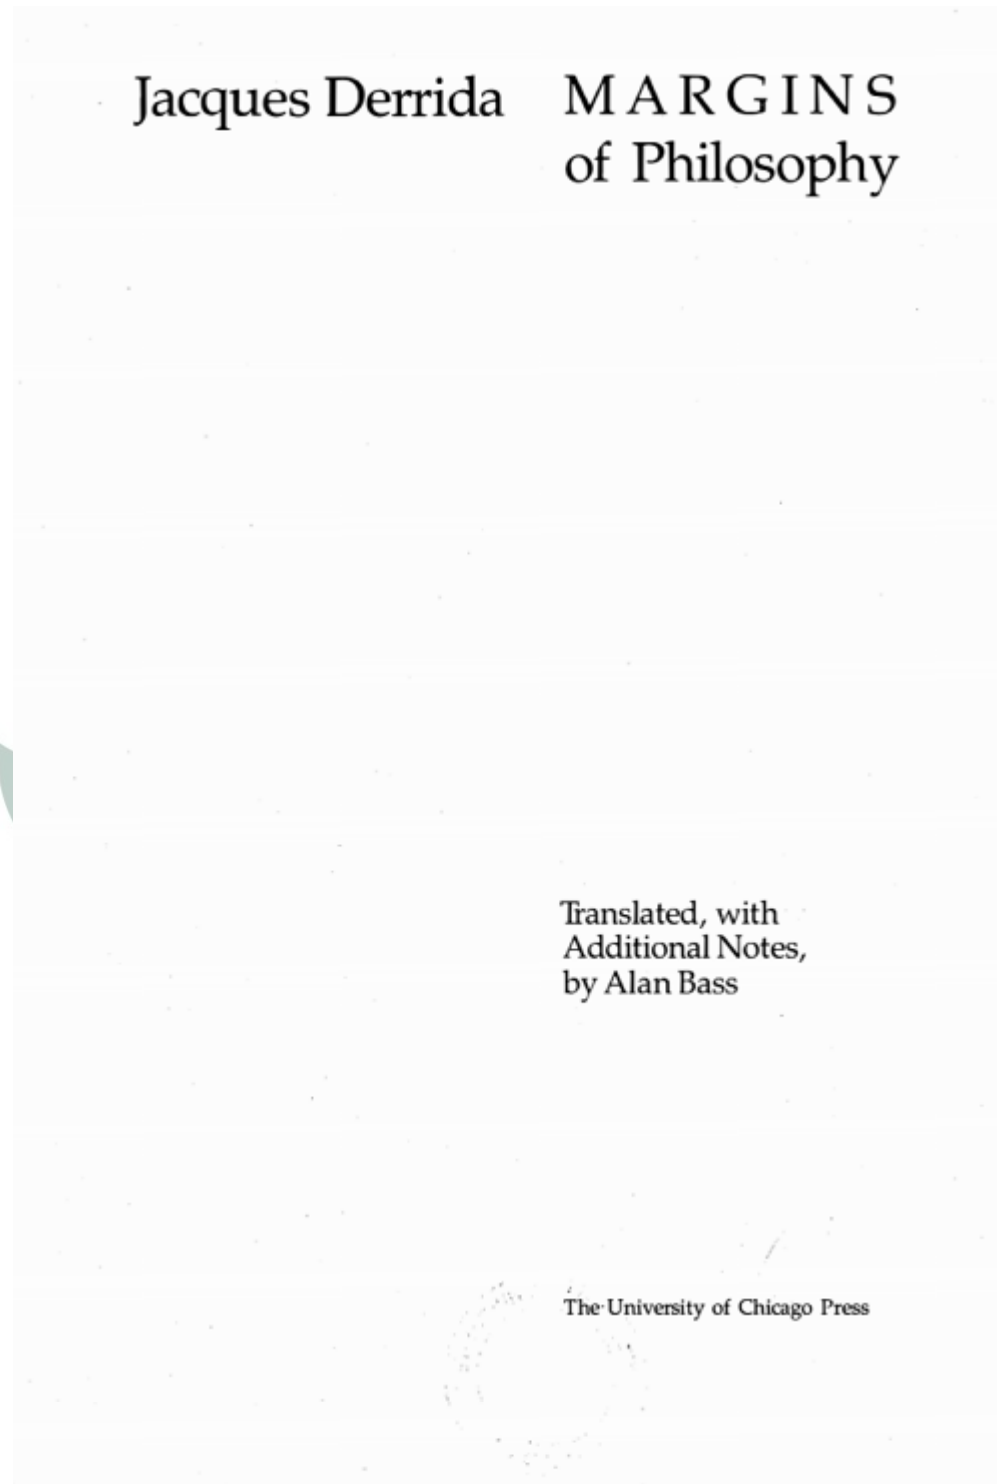 Jacques Derrida
MARGINS
of Philosophy
Translated, with
Additional Notes,
by Alan Bass
The University of Chicago Press